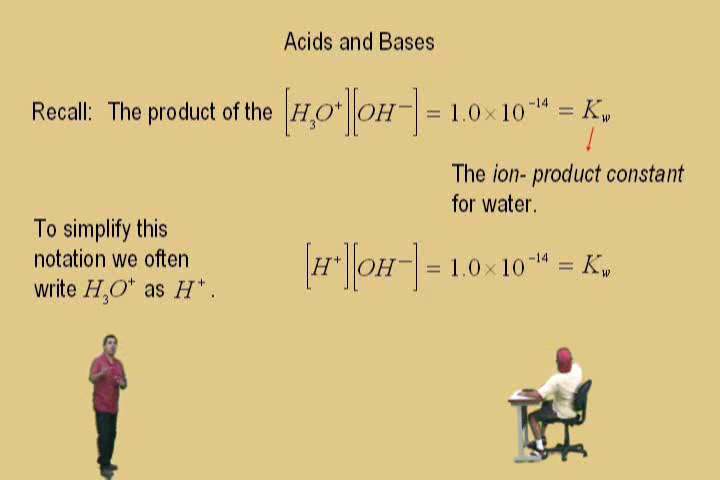 Acids and Bases
Recall: The product of the [H₃O⁺][OH⁻] = 1.0×10⁻¹⁴ = Kw
The ion- product constant
for water.
To simplify this
notation we often
write H₃O⁺ as H⁺.
[H⁺][OH⁻] = 1.0×10⁻¹⁴ = Kw